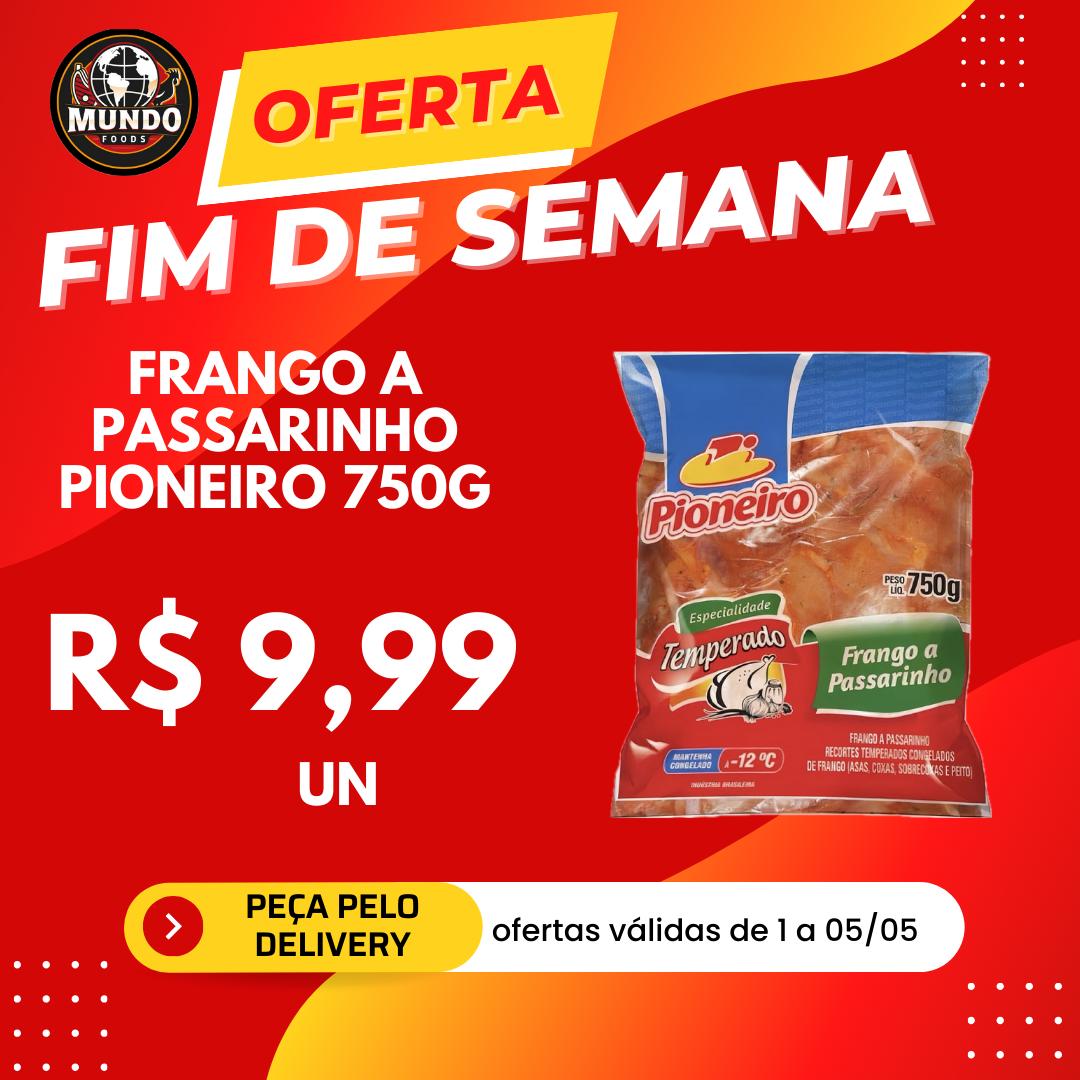 MUNDO
FOODS
OFERTA
FIM DE SEMANA
FRANGO A
PASSARINHO
PIONEIRO 750G
R$ 9,99
UN
Pioneiro
PESO
LIQ. 750g
Especialidade
Temperado
Frango a
Passarinho
MANTENHA
CONGELADO
A -12 ºC
INDÚSTRIA BRASILEIRA
FRANGO A PASSARINHO
RECORTES TEMPERADOS CONGELADOS
DE FRANGO (ASAS, COXAS, SOBRECOXAS E PEITO)
PEÇA PELO
DELIVERY
ofertas válidas de 1 a 05/05